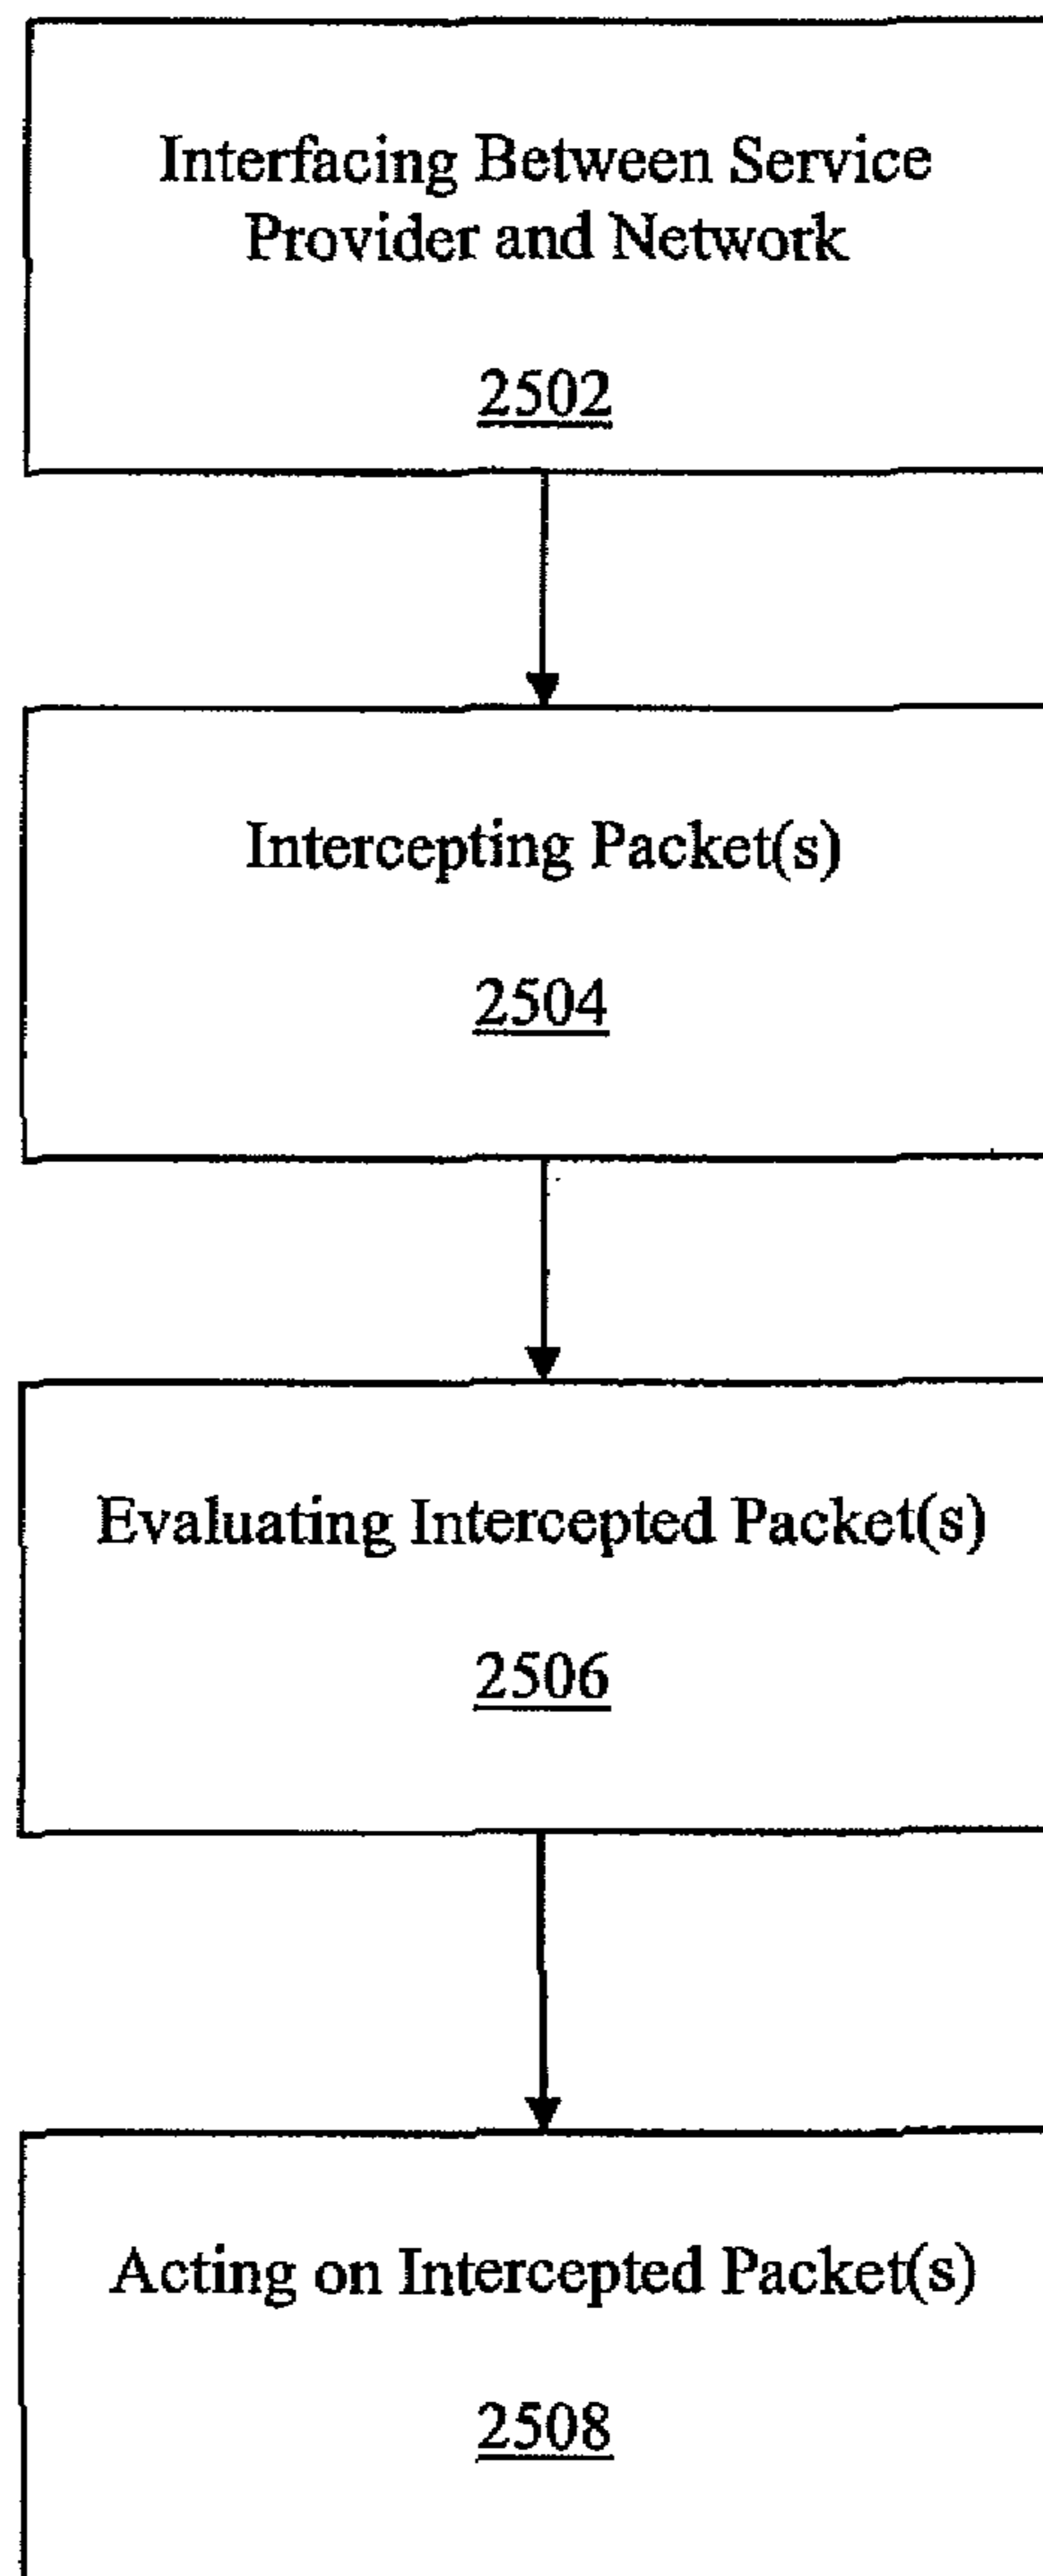 Interfacing Between Service
Provider and Network
2502
Intercepting Packet(s)
2504
Evaluating Intercepted Packet(s)
2506
Acting on Intercepted Packet(s)
2508